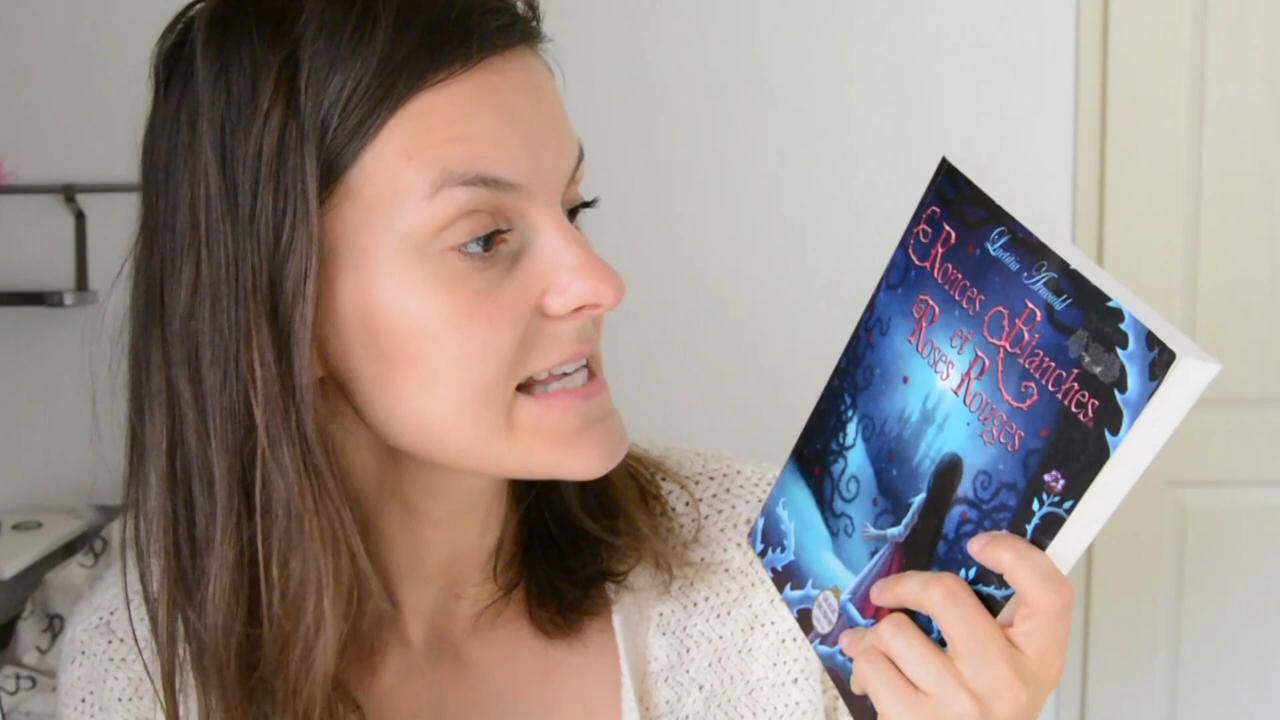 Laetitia Arnould
Ronces Blanches
et
Roses Rouges